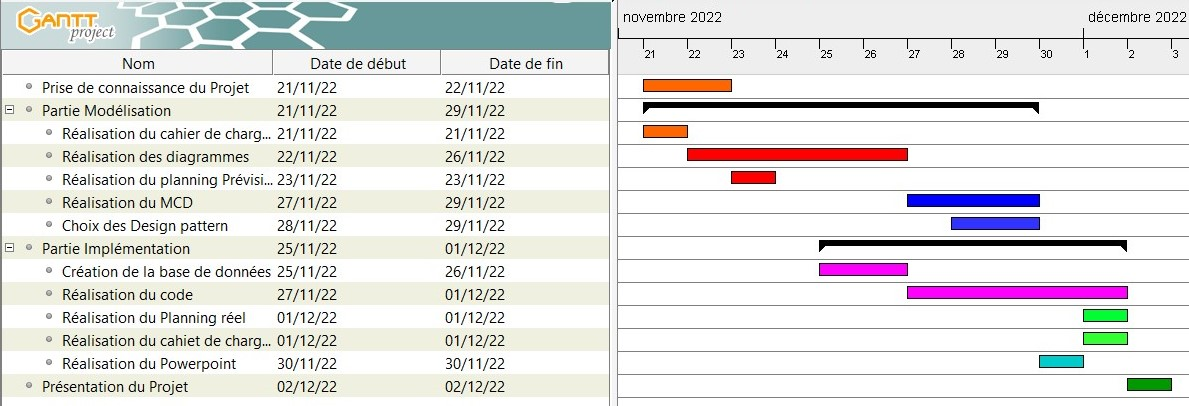 GANTT
project
novembre 2022
décembre 2022
21 22 23 24 25 26 27 28 29 30 1 2 3
Nom Date de début Date de fin
Prise de connaissance du Projet 21/11/22 22/11/22
Partie Modélisation 21/11/22 29/11/22
Réalisation du cahier de charg... 21/11/22 21/11/22
Réalisation des diagrammes 22/11/22 26/11/22
Réalisation du planning Prévisi... 23/11/22 23/11/22
Réalisation du MCD 27/11/22 29/11/22
Choix des Design pattern 28/11/22 29/11/22
Partie Implémentation 25/11/22 01/12/22
Création de la base de données 25/11/22 26/11/22
Réalisation du code 27/11/22 01/12/22
Réalisation du Planning réel 01/12/22 01/12/22
Réalisation du cahiet de charg... 01/12/22 01/12/22
Réalisation du Powerpoint 30/11/22 30/11/22
Présentation du Projet 02/12/22 02/12/22